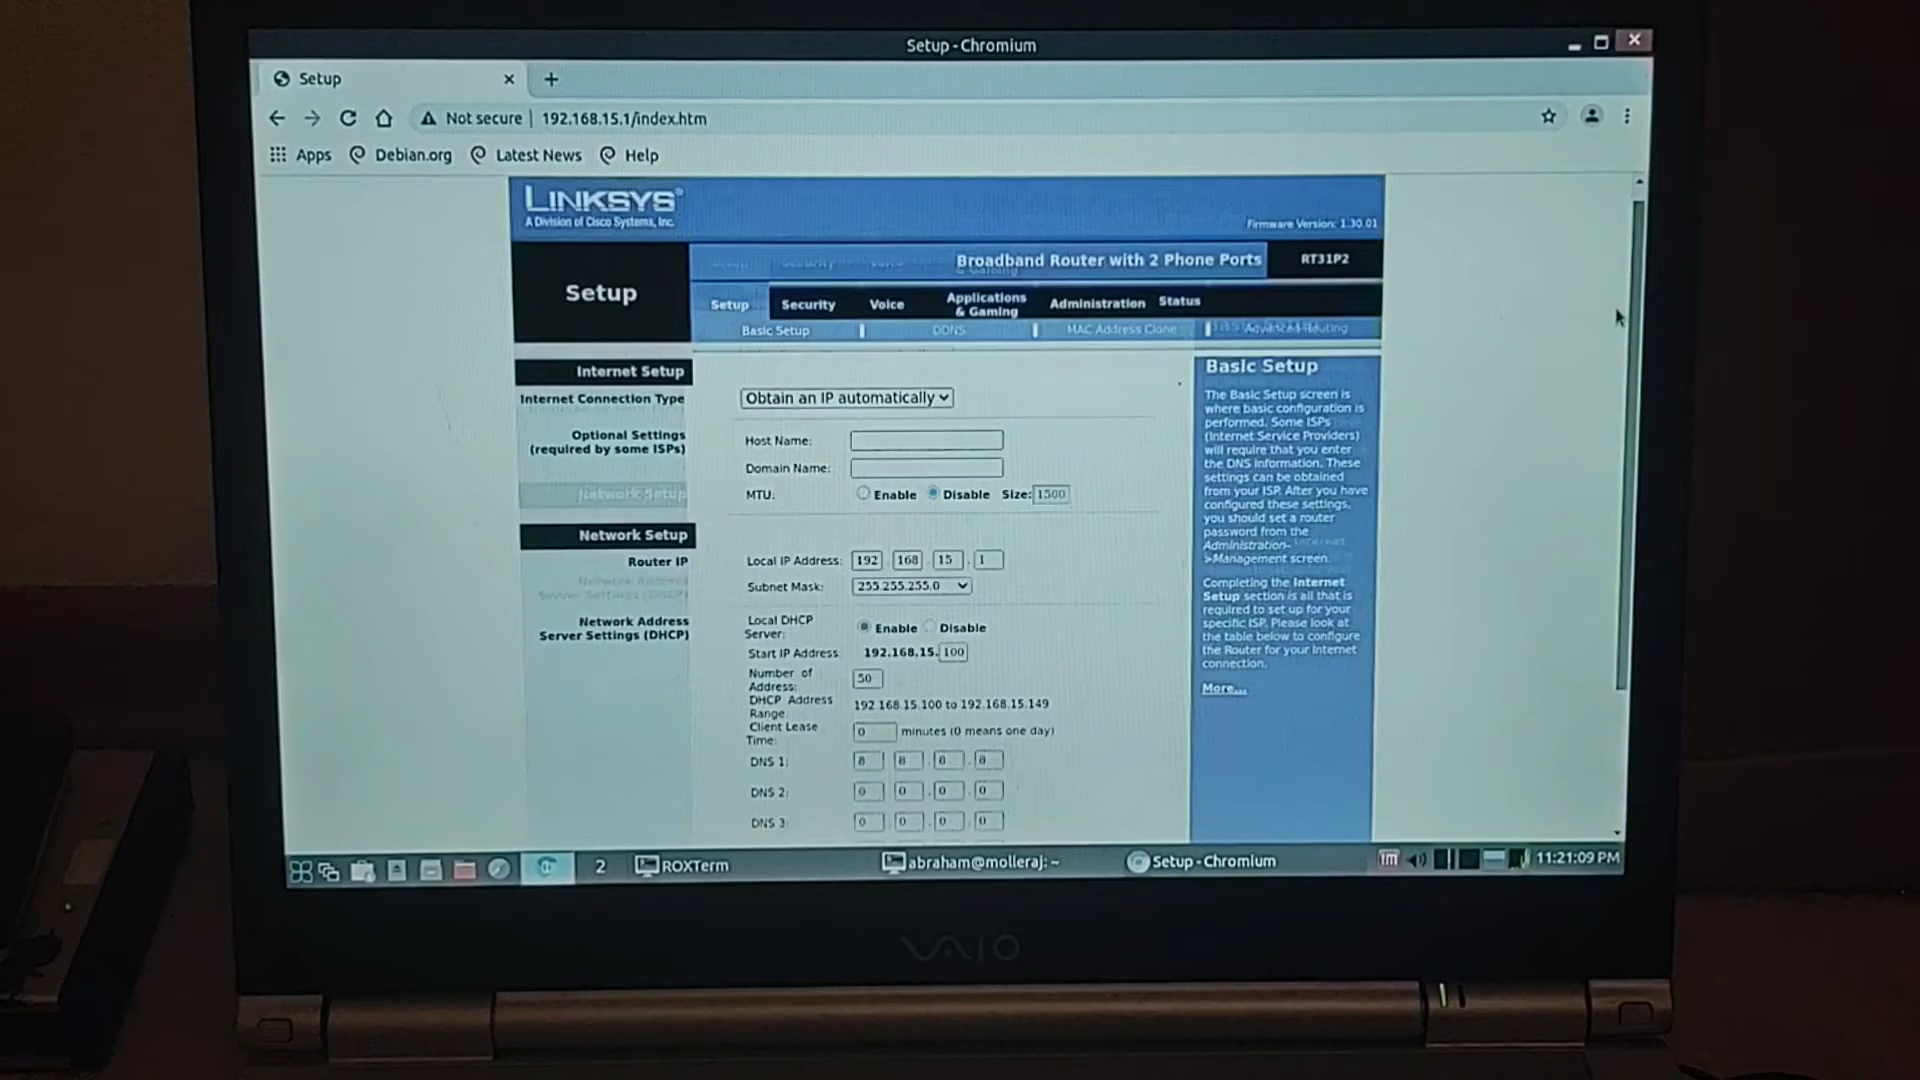 Setup - Chromium
Setup
Not secure | 192.168.15.1/index.htm
Apps Debian.org Latest News Help
LINKSYS®
A Division of Cisco Systems, Inc.
Firmware Version: 1.30.01
Broadband Router with 2 Phone Ports RT31P2
Setup
Setup Security Voice Applications & Gaming Administration Status
Basic Setup DDNS MAC Address Clone Advanced Routing
Internet Setup
Internet Connection Type
Obtain an IP automatically
Optional Settings
(required by some ISPs)
Host Name:
Domain Name:
MTU: Enable Disable Size: 1500
Network Setup
Network Setup
Router IP
Local IP Address: 192 . 168 . 15 . 1
Subnet Mask: 255.255.255.0
Network Address
Server Settings (DHCP)
Local DHCP
Server: Enable Disable
Start IP Address 192.168.15. 100
Number of
Address: 50
DHCP Address
Range: 192.168.15.100 to 192.168.15.149
Client Lease
Time: 0 minutes (0 means one day)
DNS 1: 8 . 8 . 8 . 8
DNS 2: 0 . 0 . 0 . 0
DNS 3: 0 . 0 . 0 . 0
Basic Setup
The Basic Setup screen is
where basic configuration is
performed. Some ISPs
(Internet Service Providers)
will require that you enter
the DNS information. These
settings can be obtained
from your ISP. After you have
configured these settings,
you should set a router
password from the
Administration-
>Management screen.
Completing the Internet
Setup section is all that is
required to set up for your
specific ISP. Please look at
the table below to configure
the Router for your Internet
connection.
More...
2 ROXTerm abraham@molleraj: ~ Setup - Chromium 11:21:09 PM
VAIO